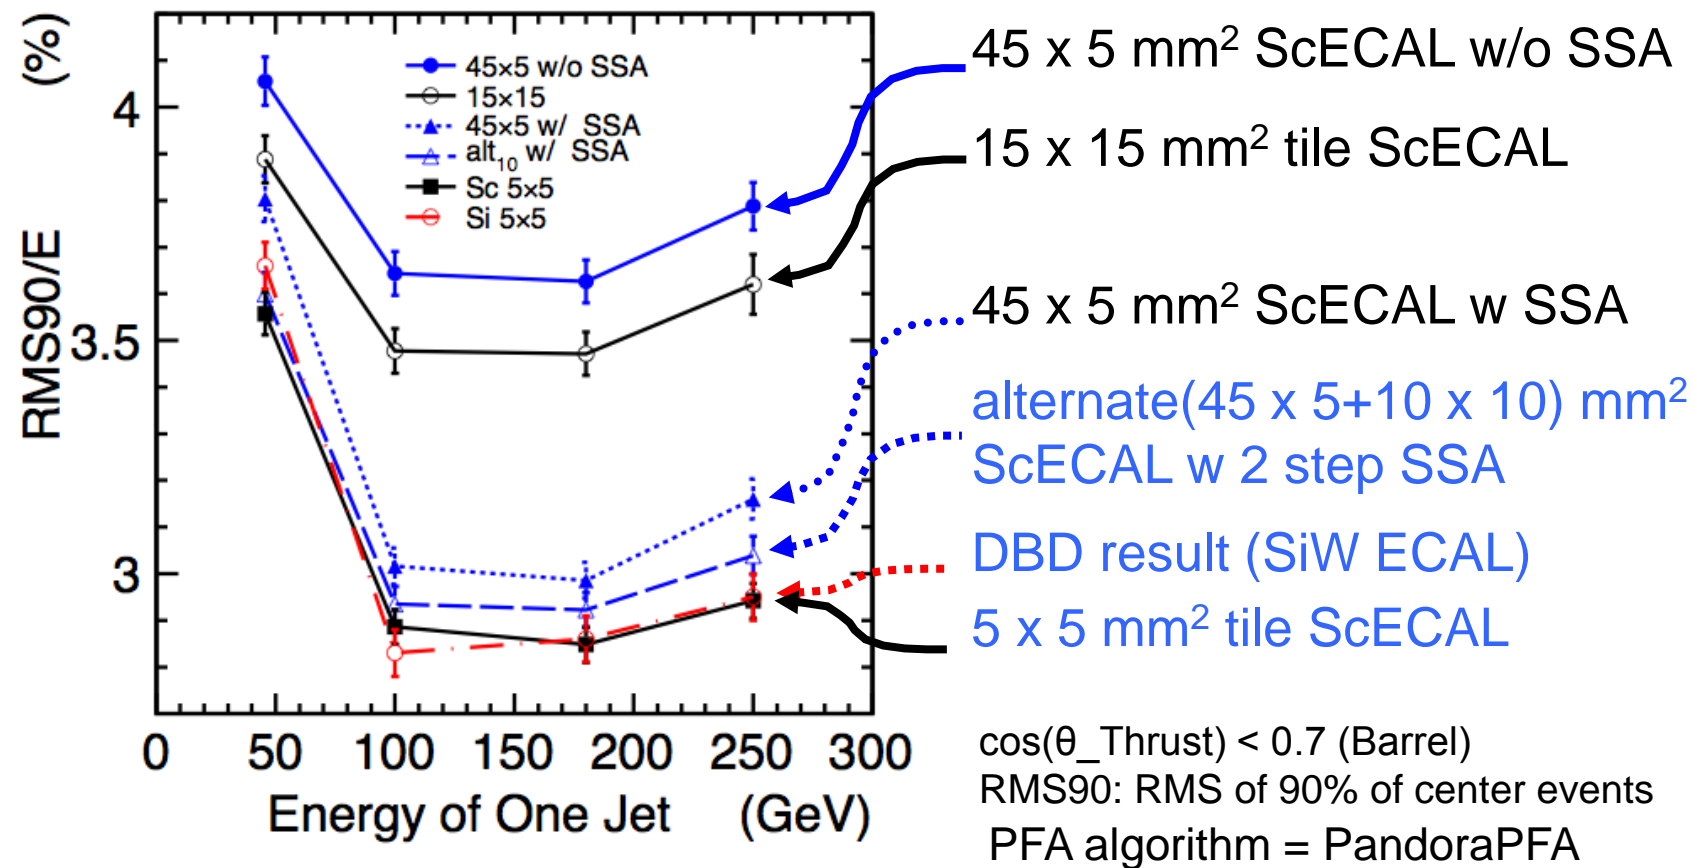 (%)
RMS90/E
4
3.5
3
45×5 w/o SSA
15×15
45×5 w/ SSA
alt₁₀ w/ SSA
Sc 5×5
Si 5×5
0 50 100 150 200 250 300
Energy of One Jet (GeV)
45 x 5 mm² ScECAL w/o SSA
15 x 15 mm² tile ScECAL
45 x 5 mm² ScECAL w SSA
alternate(45 x 5+10 x 10) mm²
ScECAL w 2 step SSA
DBD result (SiW ECAL)
5 x 5 mm² tile ScECAL
cos(θ_Thrust) < 0.7 (Barrel)
RMS90: RMS of 90% of center events
PFA algorithm = PandoraPFA